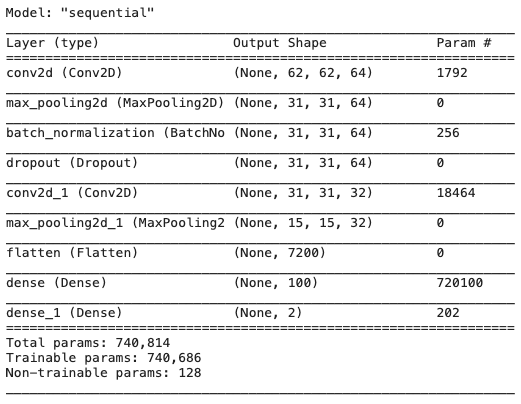 Model: "sequential"
Layer (type) Output Shape Param #
conv2d (Conv2D) (None, 62, 62, 64) 1792
max_pooling2d (MaxPooling2D) (None, 31, 31, 64) 0
batch_normalization (BatchNo (None, 31, 31, 64) 256
dropout (Dropout) (None, 31, 31, 64) 0
conv2d_1 (Conv2D) (None, 31, 31, 32) 18464
max_pooling2d_1 (MaxPooling2 (None, 15, 15, 32) 0
flatten (Flatten) (None, 7200) 0
dense (Dense) (None, 100) 720100
dense_1 (Dense) (None, 2) 202
Total params: 740,814
Trainable params: 740,686
Non-trainable params: 128